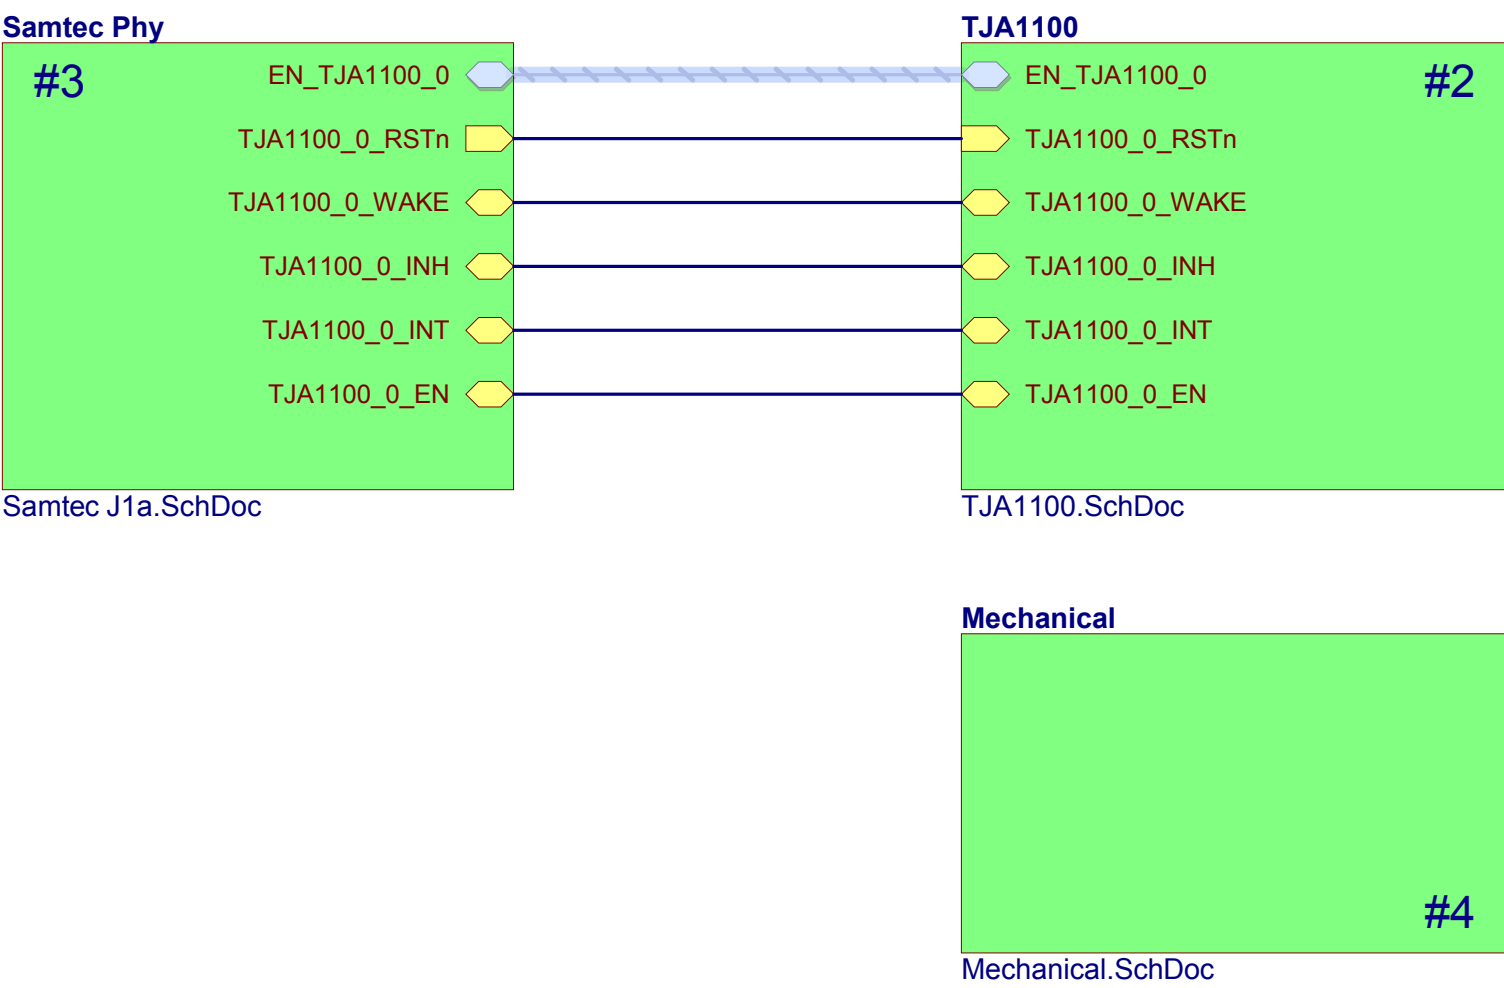 Samtec Phy
#3
EN_TJA1100_0
TJA1100_0_RSTn
TJA1100_0_WAKE
TJA1100_0_INH
TJA1100_0_INT
TJA1100_0_EN
Samtec J1a.SchDoc
TJA1100
#2
EN_TJA1100_0
TJA1100_0_RSTn
TJA1100_0_WAKE
TJA1100_0_INH
TJA1100_0_INT
TJA1100_0_EN
TJA1100.SchDoc
Mechanical
#4
Mechanical.SchDoc